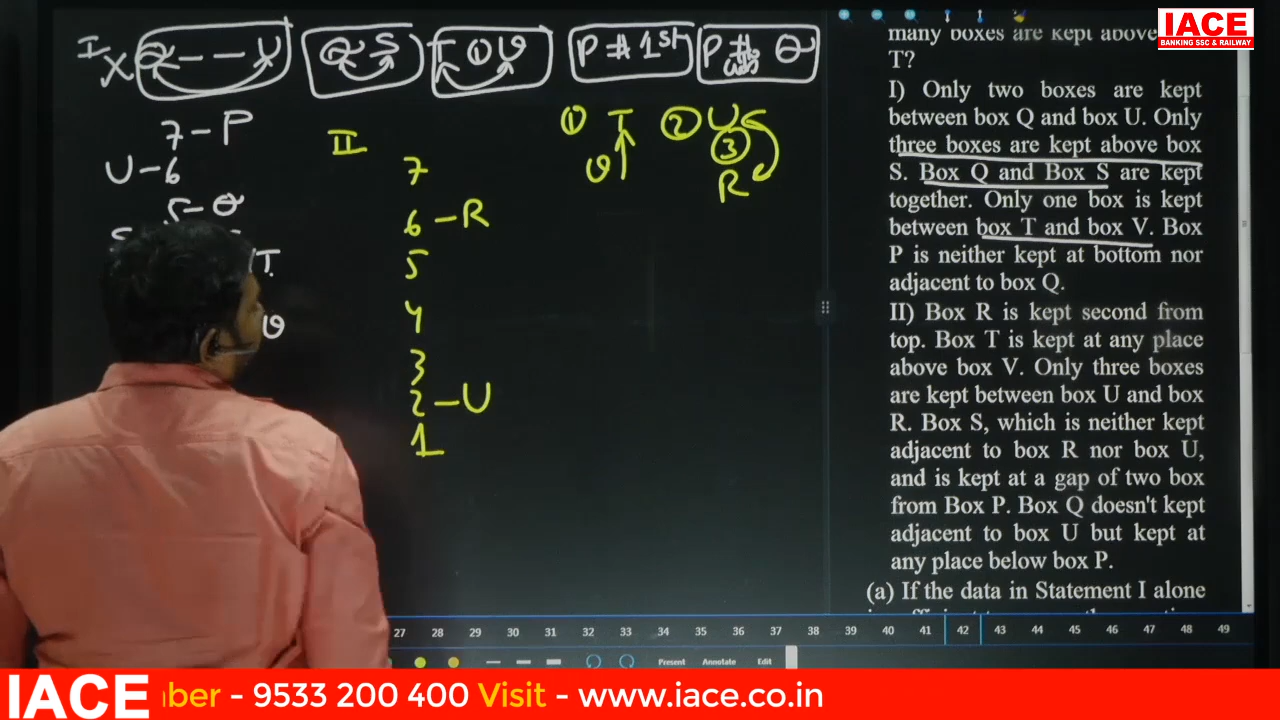 I
X
Q - - U
Q S
T ① V
P # 1st
P # Q
7 - P
U - 6
5 - Q
T
V
II
7
6 - R
5
4
3
2 - U
1
① T
V
② U
③
R
many boxes are kept above
T?
I) Only two boxes are kept
between box Q and box U. Only
three boxes are kept above box
S. Box Q and Box S are kept
together. Only one box is kept
between box T and box V. Box
P is neither kept at bottom nor
adjacent to box Q.
II) Box R is kept second from
top. Box T is kept at any place
above box V. Only three boxes
are kept between box U and box
R. Box S, which is neither kept
adjacent to box R nor box U,
and is kept at a gap of two box
from Box P. Box Q doesn't kept
adjacent to box U but kept at
any place below box P.
(a) If the data in Statement I alone
27 28 29 30 31 32 33 34 35 36 37 38 39 40 41 42 43 44 45 46 47 48 49
Present Annotate Edit
IACE
BANKING SSC & RAILWAY
IACE
ber - 9533 200 400 Visit - www.iace.co.in